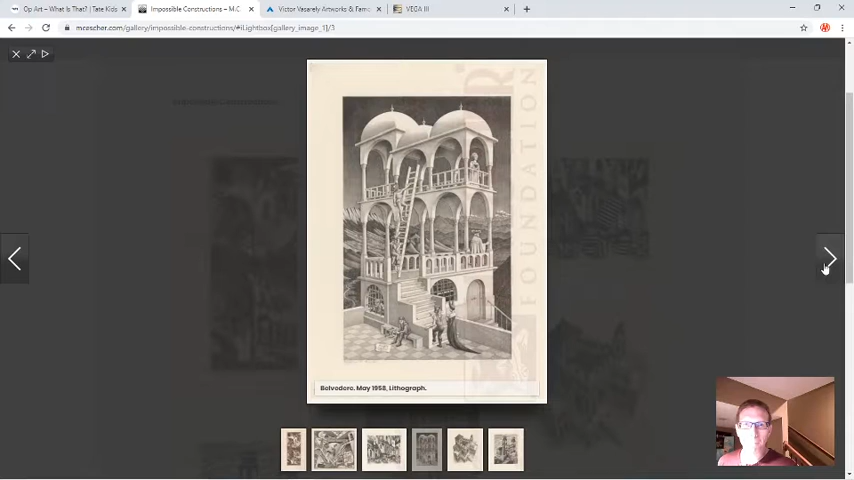 Op Art – What Is That? | Tate Kids
Impossible Constructions – M.C.
Victor Vasarely Artworks & Famo
VEGA III
mcescher.com/gallery/impossible-constructions/#iLightbox[gallery_image_1]/3
FOUNDATION
Belvedere. May 1958, Lithograph.